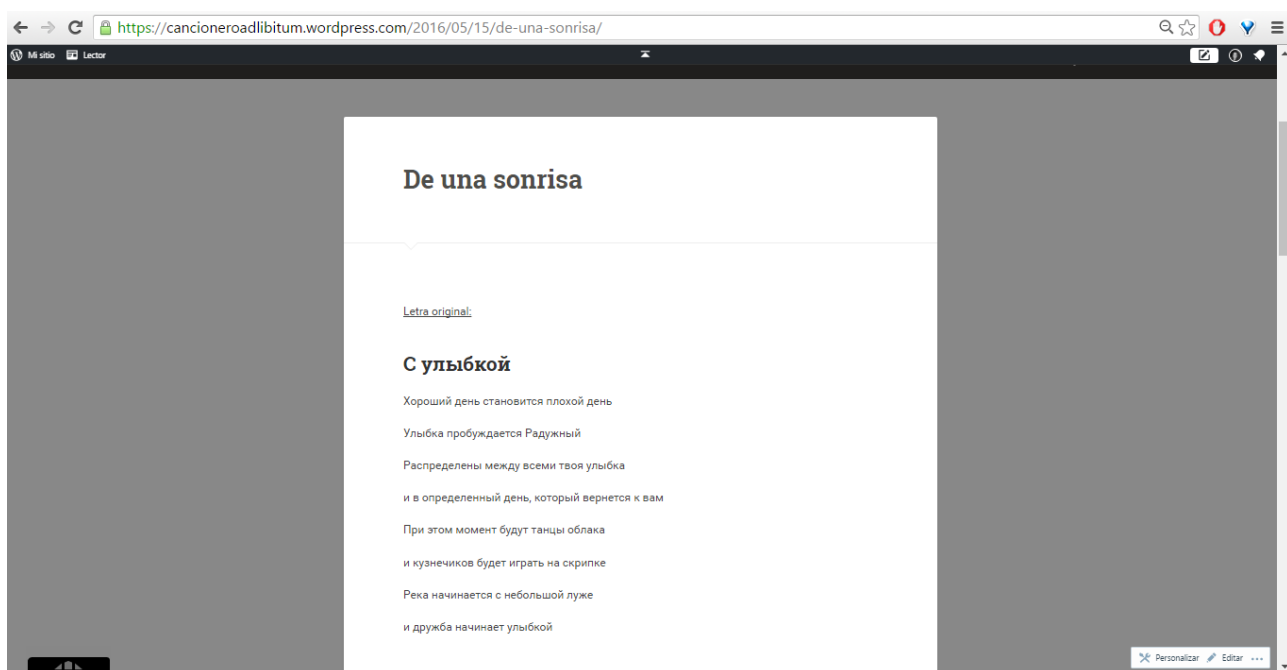 https://cancioneroadlibitum.wordpress.com/2016/05/15/de-una-sonrisa/
Mi sitio Lector
De una sonrisa
Letra original:
С улыбкой
Хороший день становится плохой день
Улыбка пробуждается Радужный
Распределены между всеми твоя улыбка
и в определенный день, который вернется к вам
При этом момент будут танцы облака
и кузнечиков будет играть на скрипке
Река начинается с небольшой луже
и дружба начинает улыбкой
Personalizar Editar ...